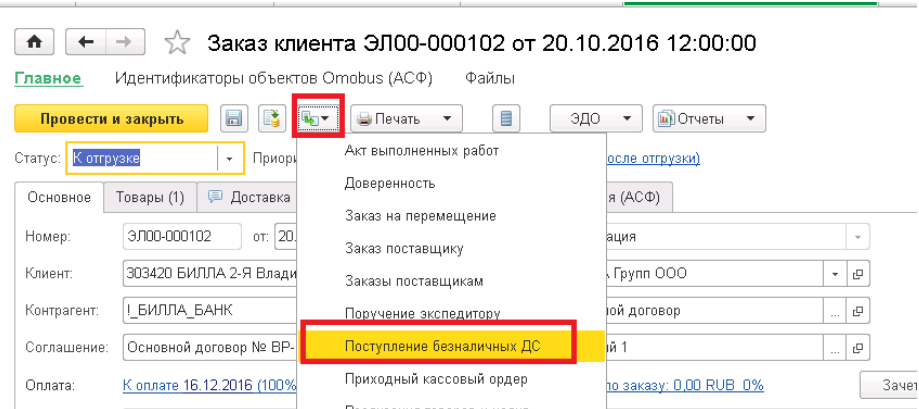 Заказ клиента ЭЛ00-000102 от 20.10.2016 12:00:00
Главное Идентификаторы объектов Omobus (АСФ) Файлы
Провести и закрыть Печать ЭДО Отчеты
Статус: К отгрузке осле отгрузки)
Акт выполненных работ
Доверенность
Основное Товары (1) Доставка я (АСФ)
Заказ на перемещение
Номер: ЭЛ00-000102 от: 20. ация
Заказ поставщику
Клиент: 303420 БИЛЛА 2-Я Влади Групп ООО
Заказы поставщикам
Контрагент: !_БИЛЛА_БАНК ой договор
Поручение экспедитору
Соглашение: Основной договор № ВР- й 1
Поступление безналичных ДС
Оплата: К оплате 16.12.2016 (100% по заказу: 0,00 RUB 0% Зачет
Приходный кассовый ордер